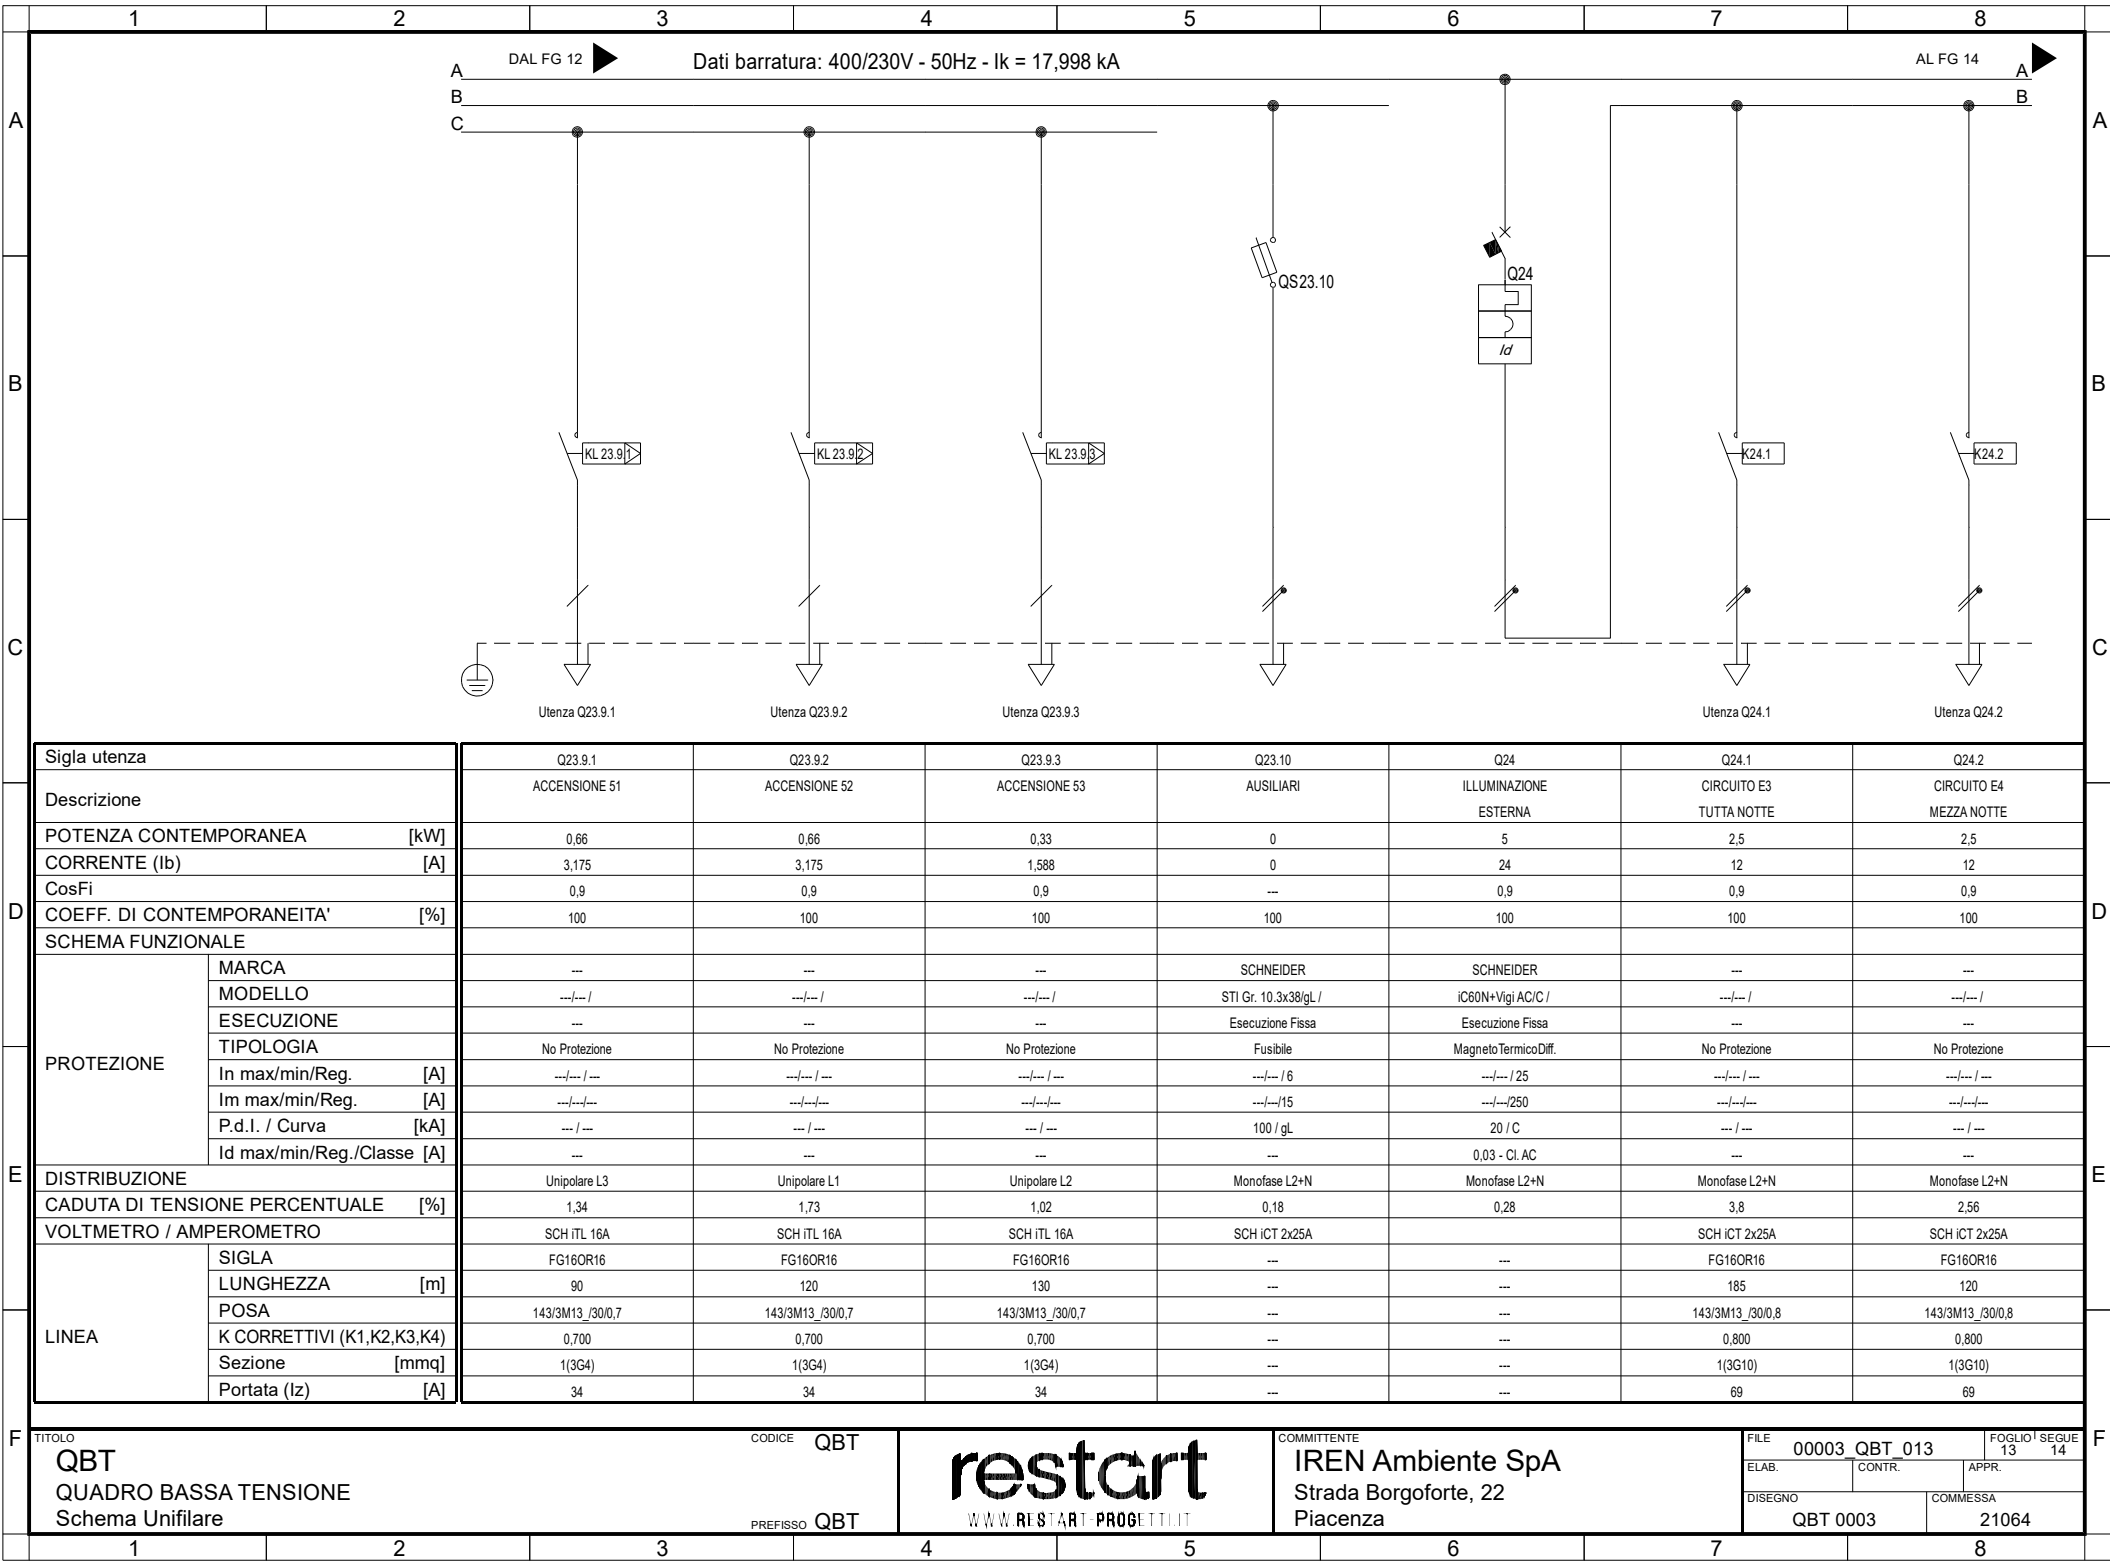 1 2 3 4 5 6 7 8
DAL FG 12 Dati barratura: 400/230V - 50Hz - Ik = 17,998 kA AL FG 14
A A
B B
C
A A
QS23.10 Q24
Id
B B
KL 23.9.1 KL 23.9.2 KL 23.9.3 K24.1 K24.2
C C
Utenza Q23.9.1 Utenza Q23.9.2 Utenza Q23.9.3 Utenza Q24.1 Utenza Q24.2
Sigla utenza Q23.9.1 Q23.9.2 Q23.9.3 Q23.10 Q24 Q24.1 Q24.2
Descrizione ACCENSIONE 51 ACCENSIONE 52 ACCENSIONE 53 AUSILIARI ILLUMINAZIONE CIRCUITO E3 CIRCUITO E4
ESTERNA TUTTA NOTTE MEZZA NOTTE
POTENZA CONTEMPORANEA [kW] 0,66 0,66 0,33 0 5 2,5 2,5
CORRENTE (Ib) [A] 3,175 3,175 1,588 0 24 12 12
CosFi 0,9 0,9 0,9 --- 0,9 0,9 0,9
D COEFF. DI CONTEMPORANEITA' [%] 100 100 100 100 100 100 100 D
SCHEMA FUNZIONALE
PROTEZIONE
MARCA --- --- --- SCHNEIDER SCHNEIDER --- ---
MODELLO ---/--- / ---/--- / ---/--- / STI Gr. 10.3x38/gL / iC60N+Vigi AC/C / ---/--- / ---/--- /
ESECUZIONE --- --- --- Esecuzione Fissa Esecuzione Fissa --- ---
TIPOLOGIA No Protezione No Protezione No Protezione Fusibile MagnetoTermicoDiff. No Protezione No Protezione
In max/min/Reg. [A] ---/--- / --- ---/--- / --- ---/--- / --- ---/--- / 6 ---/--- / 25 ---/--- / --- ---/--- / ---
Im max/min/Reg. [A] ---/---/--- ---/---/--- ---/---/--- ---/---/15 ---/---/250 ---/---/--- ---/---/---
P.d.I. / Curva [kA] --- / --- --- / --- --- / --- 100 / gL 20 / C --- / --- --- / ---
Id max/min/Reg./Classe [A] --- --- --- 0,03 - Cl. AC --- ---
E DISTRIBUZIONE Unipolare L3 Unipolare L1 Unipolare L2 Monofase L2+N Monofase L2+N Monofase L2+N Monofase L2+N E
CADUTA DI TENSIONE PERCENTUALE [%] 1,34 1,73 1,02 0,18 0,28 3,8 2,56
VOLTMETRO / AMPEROMETRO SCH iTL 16A SCH iTL 16A SCH iTL 16A SCH iCT 2x25A SCH iCT 2x25A SCH iCT 2x25A
LINEA
SIGLA FG16OR16 FG16OR16 FG16OR16 --- --- FG16OR16 FG16OR16
LUNGHEZZA [m] 90 120 130 --- --- 185 120
POSA 143/3M13_/30/0,7 143/3M13_/30/0,7 143/3M13_/30/0,7 --- --- 143/3M13_/30/0,8 143/3M13_/30/0,8
K CORRETTIVI (K1,K2,K3,K4) 0,700 0,700 0,700 --- --- 0,800 0,800
Sezione [mmq] 1(3G4) 1(3G4) 1(3G4) --- --- 1(3G10) 1(3G10)
Portata (Iz) [A] 34 34 34 --- --- 69 69
F F
TITOLO
QBT
QUADRO BASSA TENSIONE
Schema Unifilare
CODICE QBT
PREFISSO QBT
restart
WWW.RESTART-PROGETTI.IT
COMMITTENTE
IREN Ambiente SpA
Strada Borgoforte, 22
Piacenza
FILE 00003_QBT_013 FOGLIO 13 SEGUE 14
ELAB. CONTR. APPR.
DISEGNO QBT 0003 COMMESSA 21064
1 2 3 4 5 6 7 8